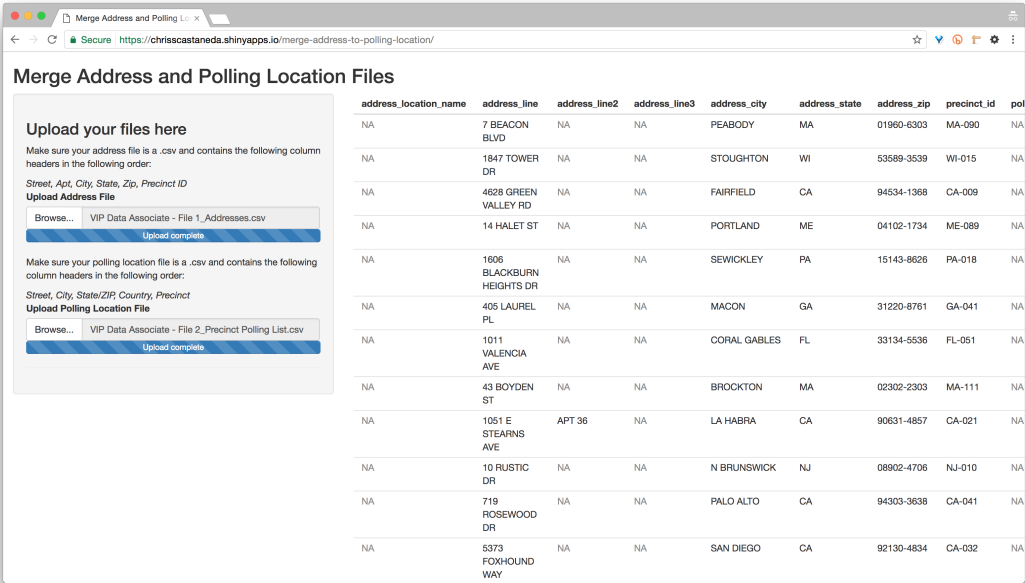 Merge Address and Polling Lo
Secure https://chrisscastaneda.shinyapps.io/merge-address-to-polling-location/
Merge Address and Polling Location Files
Upload your files here
Make sure your address file is a .csv and contains the following column
headers in the following order:
Street, Apt, City, State, Zip, Precinct ID
Upload Address File
Browse... VIP Data Associate - File 1_Addresses.csv
Upload complete
Make sure your polling location file is a .csv and contains the following
column headers in the following order:
Street, City, State/ZIP, Country, Precinct
Upload Polling Location File
Browse... VIP Data Associate - File 2_Precinct Polling List.csv
Upload complete
address_location_name address_line address_line2 address_line3 address_city address_state address_zip precinct_id pol
NA 7 BEACON NA NA PEABODY MA 01960-6303 MA-090 NA
BLVD
NA 1847 TOWER NA NA STOUGHTON WI 53589-3539 WI-015 NA
DR
NA 4628 GREEN NA NA FAIRFIELD CA 94534-1368 CA-009 NA
VALLEY RD
NA 14 HALET ST NA NA PORTLAND ME 04102-1734 ME-089 NA
NA 1606 NA NA SEWICKLEY PA 15143-8626 PA-018 NA
BLACKBURN
HEIGHTS DR
NA 405 LAUREL NA NA MACON GA 31220-8761 GA-041 NA
PL
NA 1011 NA NA CORAL GABLES FL 33134-5536 FL-051 NA
VALENCIA
AVE
NA 43 BOYDEN NA NA BROCKTON MA 02302-2303 MA-111 NA
ST
NA 1051 E APT 36 NA LA HABRA CA 90631-4857 CA-021 NA
STEARNS
AVE
NA 10 RUSTIC NA NA N BRUNSWICK NJ 08902-4706 NJ-010 NA
DR
NA 719 NA NA PALO ALTO CA 94303-3638 CA-041 NA
ROSEWOOD
DR
NA 5373 NA NA SAN DIEGO CA 92130-4834 CA-032 NA
FOXHOUND
WAY